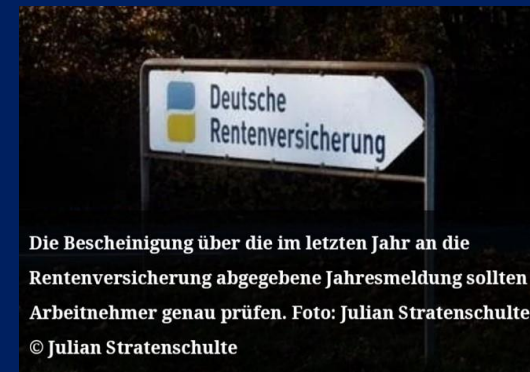 Deutsche
Rentenversicherung
Die Bescheinigung über die im letzten Jahr an die
Rentenversicherung abgegebene Jahresmeldung sollten
Arbeitnehmer genau prüfen. Foto: Julian Stratenschulte
© Julian Stratenschulte